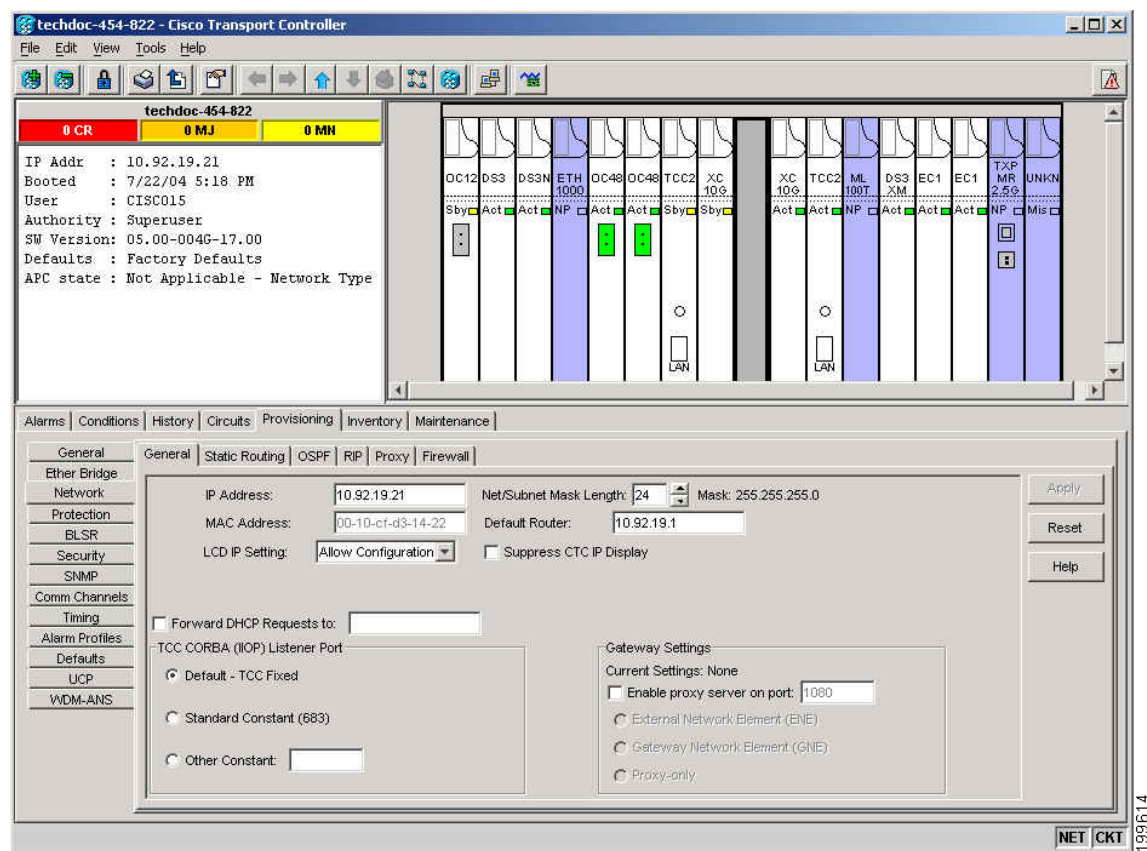 techdoc-454-822 - Cisco Transport Controller
File Edit View Tools Help
techdoc-454-822
0 CR 0 MJ 0 MN
IP Addr : 10.92.19.21
Booted : 7/22/04 5:18 PM
User : CISCO15
Authority : Superuser
SW Version: 05.00-004G-17.00
Defaults : Factory Defaults
APC state : Not Applicable - Network Type
OC12 DS3 DS3N ETH 1000 OC48 OC48 TCC2 XC 10G XC 10G TCC2 ML 100T DS3 XM EC1 EC1 TXP MR 2.5G UNKN
Sby Act Act NP Act Act Sby Sby Act Act NP Act Act Act NP Mis
LAN LAN
Alarms Conditions History Circuits Provisioning Inventory Maintenance
General
Ether Bridge
Network
Protection
BLSR
Security
SNMP
Comm Channels
Timing
Alarm Profiles
Defaults
UCP
WDM-ANS
General Static Routing OSPF RIP Proxy Firewall
IP Address: 10.92.19.21 Net/Subnet Mask Length: 24 Mask: 255.255.255.0
MAC Address: 00-10-cf-d3-14-22 Default Router: 10.92.19.1
LCD IP Setting: Allow Configuration Suppress CTC IP Display
Forward DHCP Requests to:
TCC CORBA (IIOP) Listener Port
Default - TCC Fixed
Standard Constant (683)
Other Constant:
Gateway Settings
Current Settings: None
Enable proxy server on port: 1080
External Network Element (ENE)
Gateway Network Element (GNE)
Proxy-only
Apply
Reset
Help
NET CKT
199614